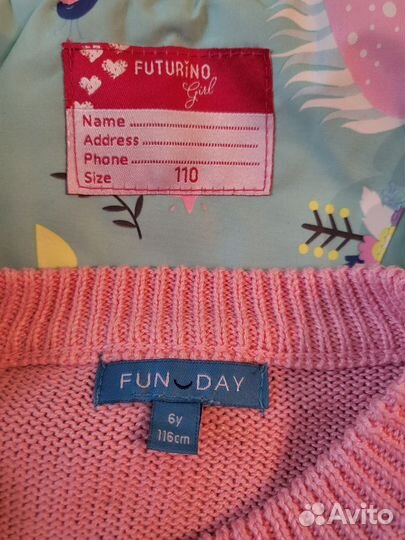 FUTURINO
Girl
Name
Address
Phone
Size 110
FUN DAY
6y
116cm
Avito